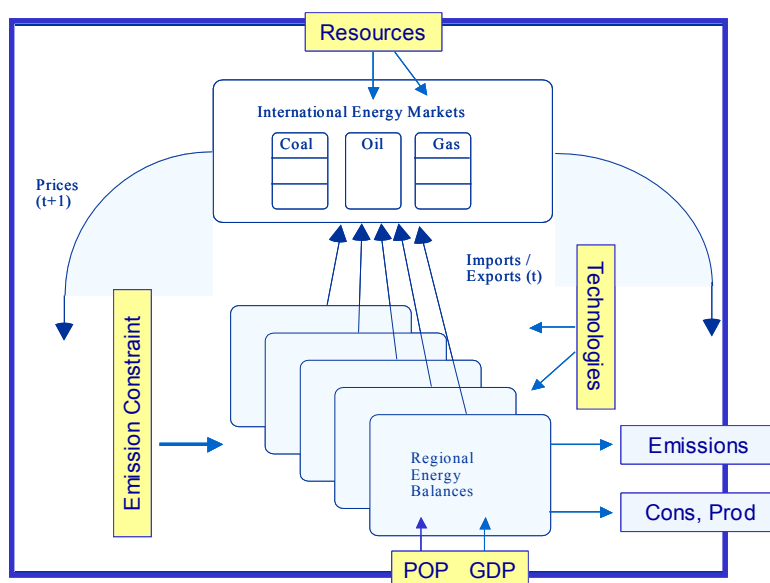 Resources
International Energy Markets
Coal
Oil
Gas
Prices
(t+1)
Imports /
Exports (t)
Technologies
Emission Constraint
Regional
Energy
Balances
Emissions
Cons, Prod
POP GDP